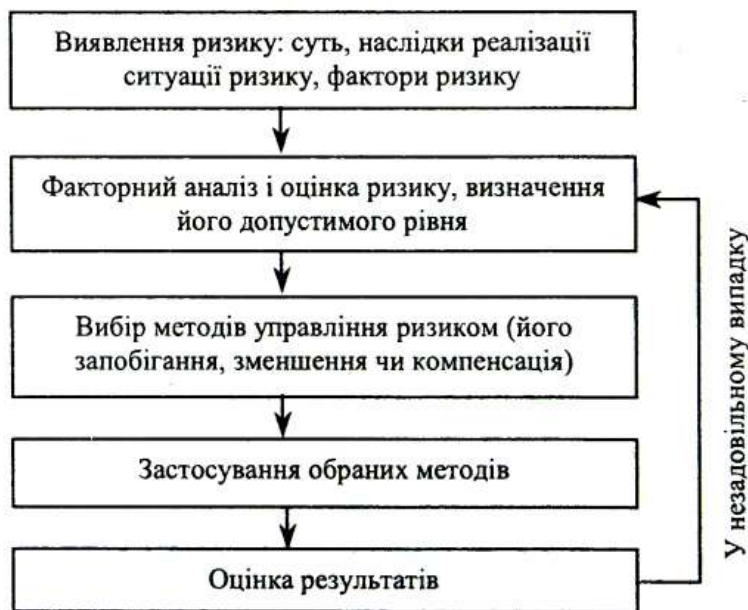 Виявлення ризику: суть, наслідки реалізації
ситуації ризику, фактори ризику
Факторний аналіз і оцінка ризику, визначення
його допустимого рівня
Вибір методів управління ризиком (його
запобігання, зменшення чи компенсація)
Застосування обраних методів
Оцінка результатів
У незадовільному випадку